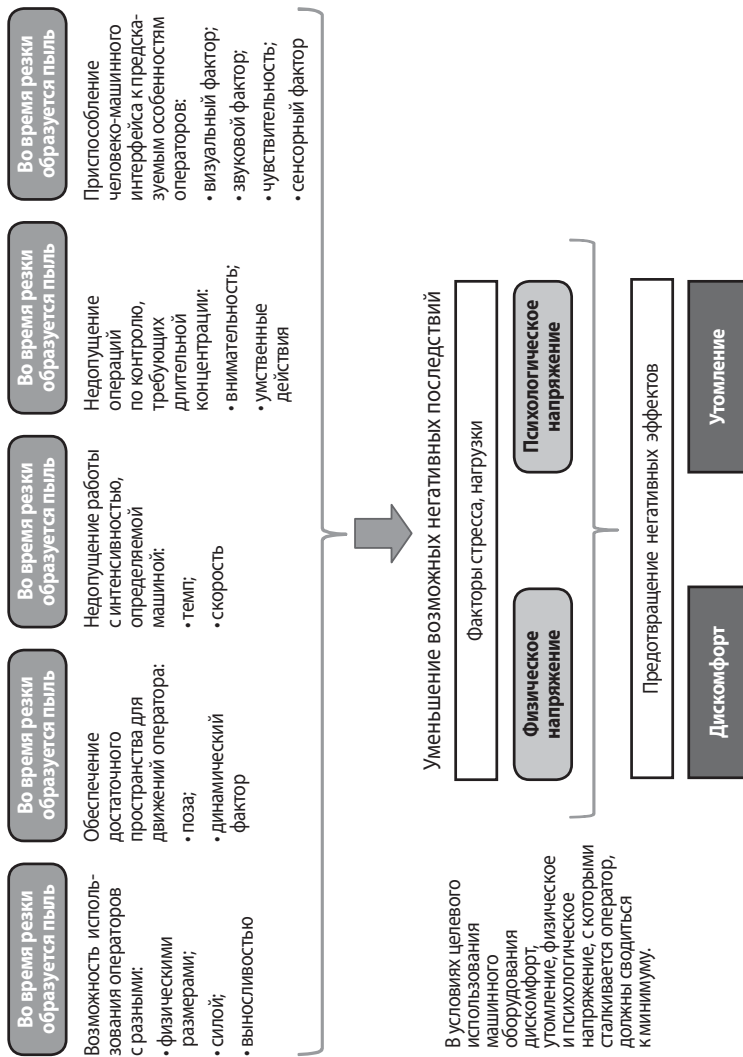 Во время резки
образуется пыль
Возможность исполь-
зования операторов
с разными:
• физическими
размерами;
• силой;
• выносливостью
Во время резки
образуется пыль
Обеспечение
достаточного
пространства для
движений оператора:
• поза;
• динамический
фактор
Во время резки
образуется пыль
Недопущение работы
с интенсивностью,
определяемой
машиной:
• темп;
• скорость
Во время резки
образуется пыль
Недопущение
операций
по контролю,
требующих
длительной
концентрации:
• внимательность;
• умственные
действия
Во время резки
образуется пыль
Приспособление
человеко-машинного
интерфейса к предска-
зуемым особенностям
операторов:
• визуальный фактор;
• звуковой фактор;
• чувствительность;
• сенсорный фактор
В условиях целевого
использования
машинного
оборудования
дискомфорт,
утомление, физическое
и психологическое
напряжение, с которыми
сталкивается оператор,
должны сводиться
к минимуму.
Уменьшение возможных негативных последствий
Факторы стресса, нагрузки
Физическое
напряжение
Психологическое
напряжение
Предотвращение негативных эффектов
Дискомфорт
Утомление